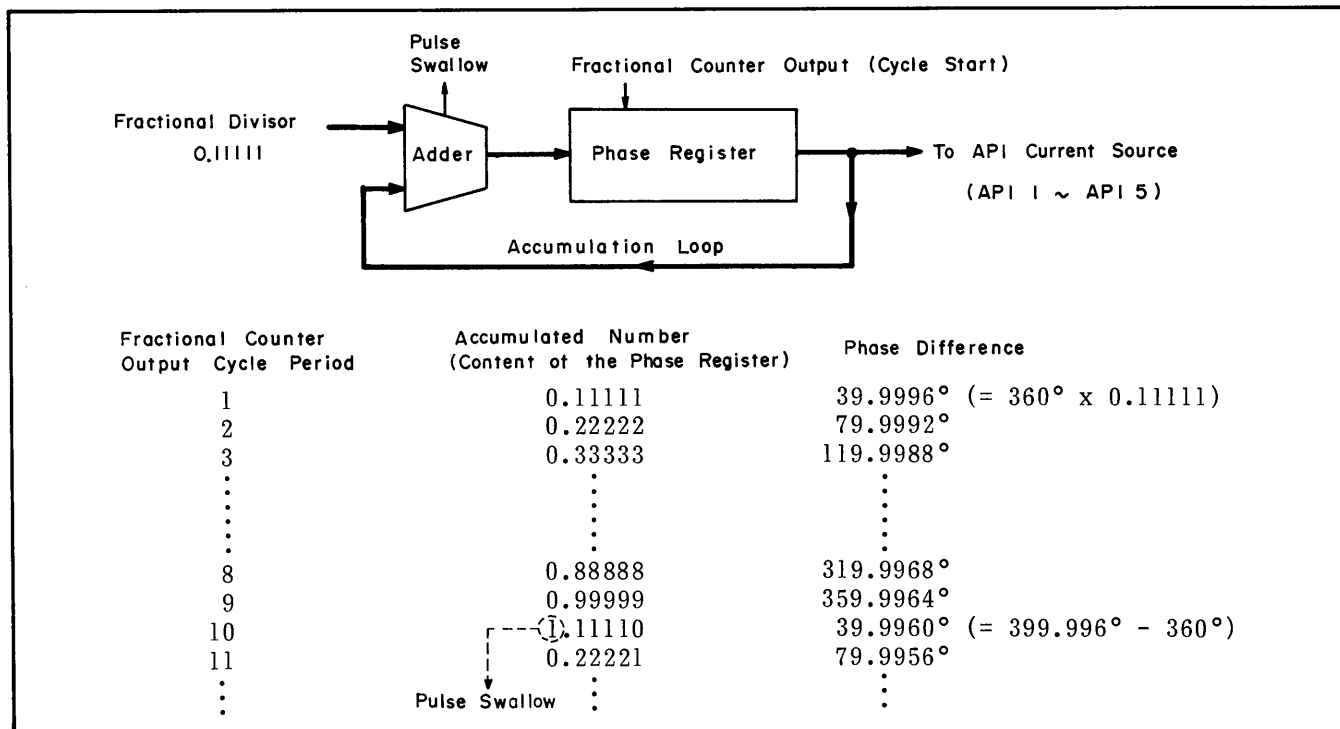 Pulse
Swallow
Fractional Counter Output (Cycle Start)
Fractional Divisor
0.11111
Adder
Phase Register
To API Current Source
(API 1 ~ API 5)
Accumulation Loop
Fractional Counter
Output Cycle Period
Accumulated Number
(Content of the Phase Register)
Phase Difference
1 0.11111 39.9996° (= 360° x 0.11111)
2 0.22222 79.9992°
3 0.33333 119.9988°
8 0.88888 319.9968°
9 0.99999 359.9964°
10 1.11110 39.9960° (= 399.996° - 360°)
11 0.22221 79.9956°
Pulse Swallow